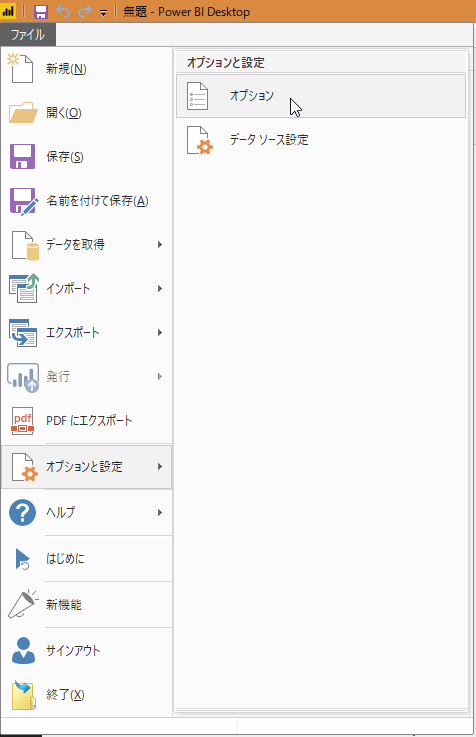 無題 - Power BI Desktop
ファイル
新規(N)
開く(O)
保存(S)
名前を付けて保存(A)
データを取得
インポート
エクスポート
発行
pdf
PDF にエクスポート
オプションと設定
ヘルプ
はじめに
新機能
サインアウト
終了(X)
オプションと設定
オプション
データ ソース設定